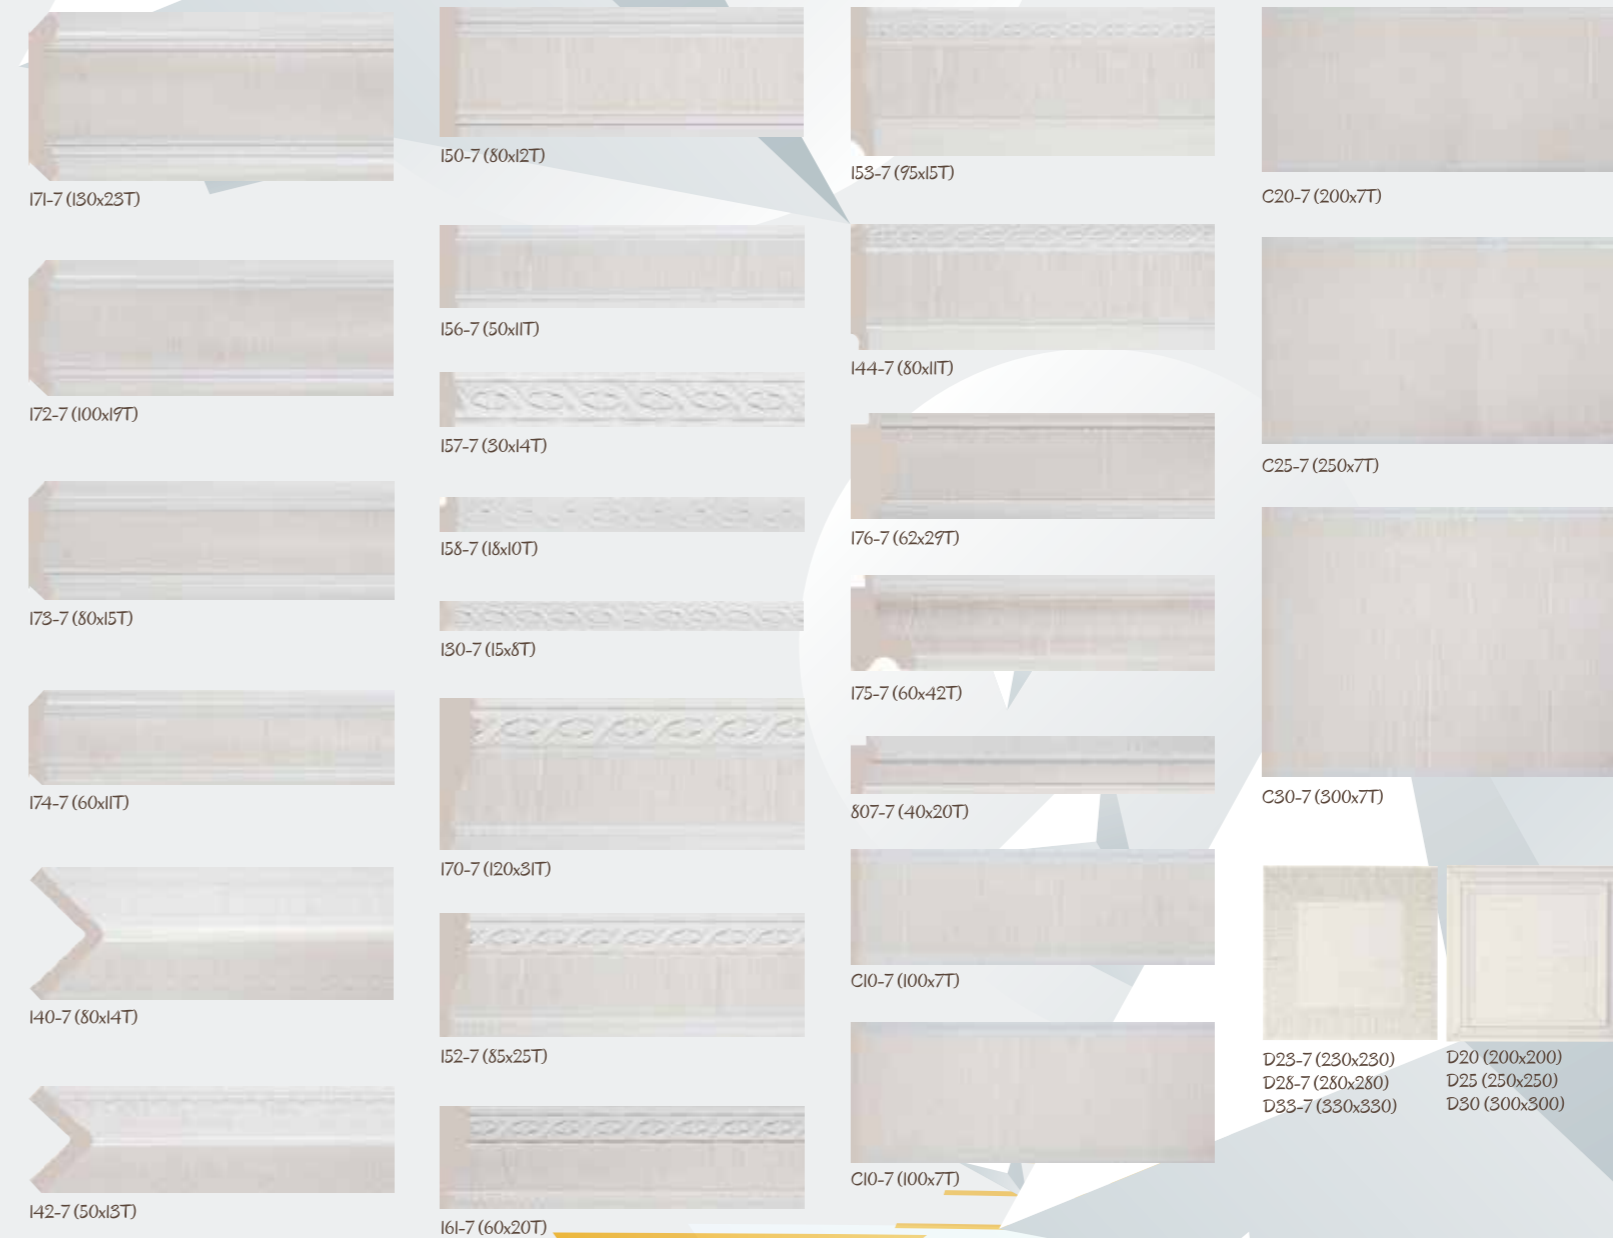 171-7 (130x23T)
172-7 (100x19T)
173-7 (80x15T)
174-7 (60x11T)
140-7 (80x14T)
142-7 (50x13T)
150-7 (80x12T)
156-7 (50x11T)
157-7 (30x14T)
158-7 (18x10T)
130-7 (15x8T)
170-7 (120x31T)
152-7 (85x25T)
161-7 (60x20T)
153-7 (95x15T)
144-7 (80x11T)
176-7 (62x29T)
175-7 (60x42T)
807-7 (40x20T)
C10-7 (100x7T)
C10-7 (100x7T)
C20-7 (200x7T)
C25-7 (250x7T)
C30-7 (300x7T)
D23-7 (230x230)
D28-7 (280x280)
D33-7 (330x330)
D20 (200x200)
D25 (250x250)
D30 (300x300)